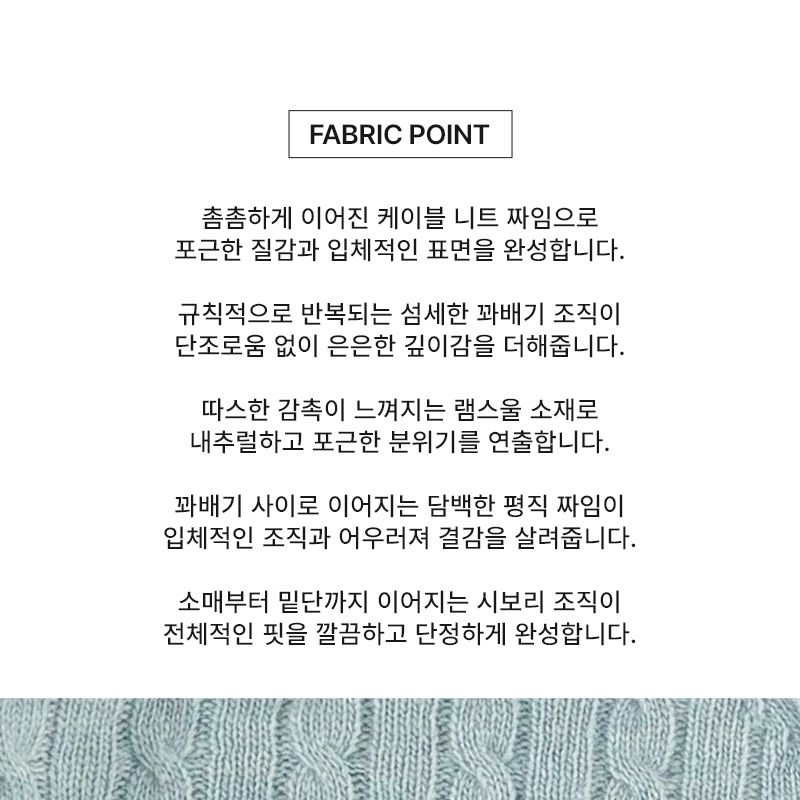 FABRIC POINT
촘촘하게 이어진 케이블 니트 짜임으로
포근한 질감과 입체적인 표면을 완성합니다.
규칙적으로 반복되는 섬세한 꽈배기 조직이
단조로움 없이 은은한 깊이감을 더해줍니다.
따스한 감촉이 느껴지는 램스울 소재로
내추럴하고 포근한 분위기를 연출합니다.
꽈배기 사이로 이어지는 담백한 평직 짜임이
입체적인 조직과 어우러져 결감을 살려줍니다.
소매부터 밑단까지 이어지는 시보리 조직이
전체적인 핏을 깔끔하고 단정하게 완성합니다.